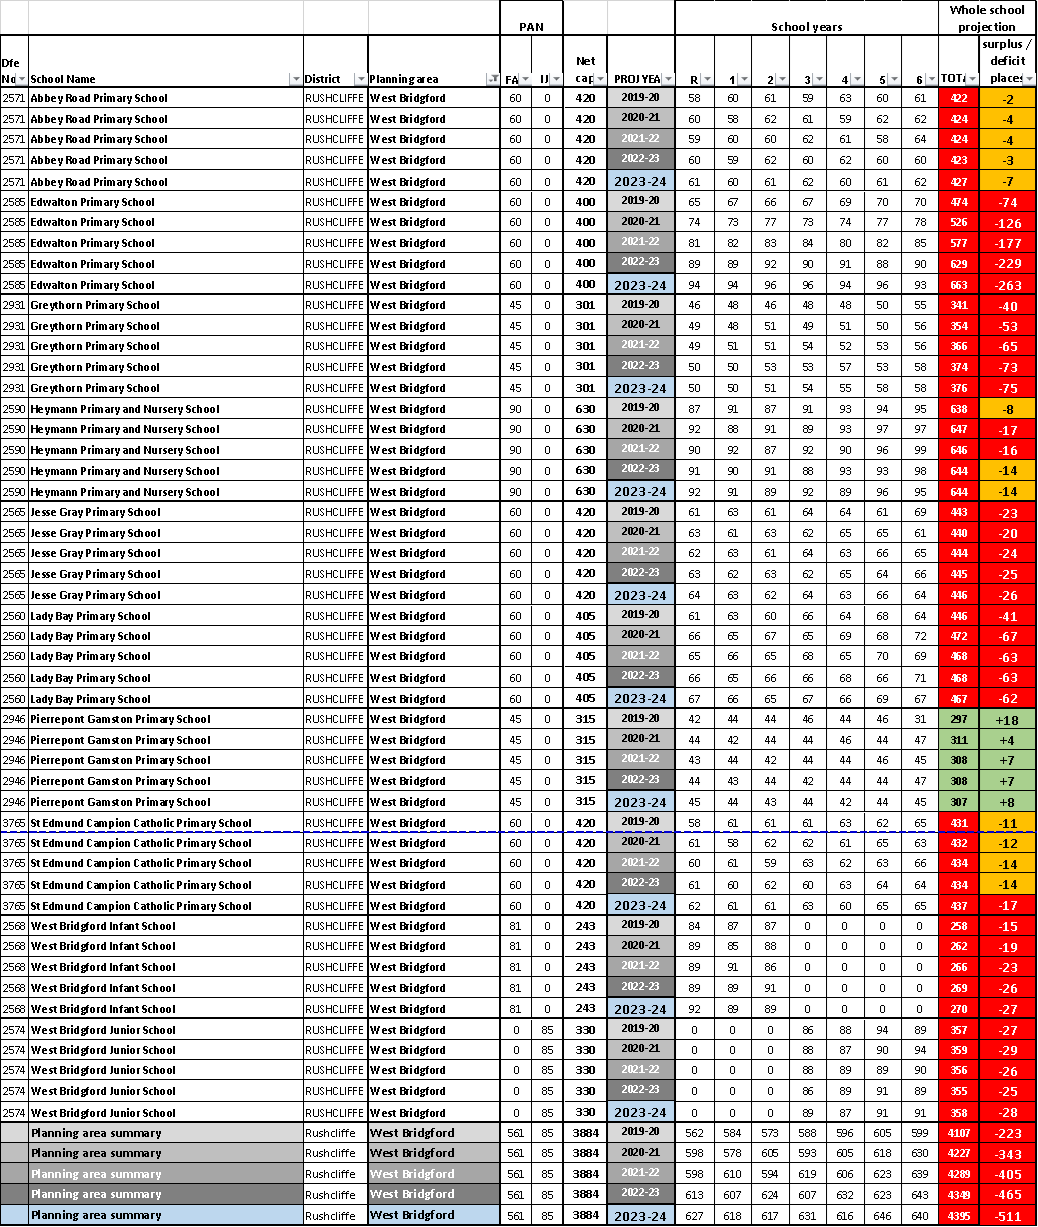 PAN School years Whole school projection
Dfe No School Name District Planning area FA IJ Net cap PROJ YEA R 1 2 3 4 5 6 TOTA surplus / deficit places
2571 Abbey Road Primary School RUSHCLIFFE West Bridgford 60 0 420 2019-20 58 60 61 59 63 60 61 422 -2
2571 Abbey Road Primary School RUSHCLIFFE West Bridgford 60 0 420 2020-21 60 58 62 61 59 62 62 424 -4
2571 Abbey Road Primary School RUSHCLIFFE West Bridgford 60 0 420 2021-22 59 60 60 62 61 58 64 424 -4
2571 Abbey Road Primary School RUSHCLIFFE West Bridgford 60 0 420 2022-23 60 59 62 60 62 60 60 423 -3
2571 Abbey Road Primary School RUSHCLIFFE West Bridgford 60 0 420 2023-24 61 60 61 62 60 61 62 427 -7
2585 Edwalton Primary School RUSHCLIFFE West Bridgford 60 0 400 2019-20 65 67 66 67 69 70 70 474 -74
2585 Edwalton Primary School RUSHCLIFFE West Bridgford 60 0 400 2020-21 74 73 77 73 74 77 78 526 -126
2585 Edwalton Primary School RUSHCLIFFE West Bridgford 60 0 400 2021-22 81 82 83 84 80 82 85 577 -177
2585 Edwalton Primary School RUSHCLIFFE West Bridgford 60 0 400 2022-23 89 89 92 90 91 88 90 629 -229
2585 Edwalton Primary School RUSHCLIFFE West Bridgford 60 0 400 2023-24 94 94 96 96 94 96 93 663 -263
2931 Greythorn Primary School RUSHCLIFFE West Bridgford 45 0 301 2019-20 46 48 46 48 48 50 55 341 -40
2931 Greythorn Primary School RUSHCLIFFE West Bridgford 45 0 301 2020-21 49 48 51 49 51 50 56 354 -53
2931 Greythorn Primary School RUSHCLIFFE West Bridgford 45 0 301 2021-22 49 51 51 54 52 53 56 366 -65
2931 Greythorn Primary School RUSHCLIFFE West Bridgford 45 0 301 2022-23 50 50 53 53 57 53 58 374 -73
2931 Greythorn Primary School RUSHCLIFFE West Bridgford 45 0 301 2023-24 50 50 51 54 55 58 58 376 -75
2590 Heymann Primary and Nursery School RUSHCLIFFE West Bridgford 90 0 630 2019-20 87 91 87 91 93 94 95 638 -8
2590 Heymann Primary and Nursery School RUSHCLIFFE West Bridgford 90 0 630 2020-21 92 88 91 89 93 97 97 647 -17
2590 Heymann Primary and Nursery School RUSHCLIFFE West Bridgford 90 0 630 2021-22 90 92 87 92 90 96 99 646 -16
2590 Heymann Primary and Nursery School RUSHCLIFFE West Bridgford 90 0 630 2022-23 91 90 91 88 93 93 98 644 -14
2590 Heymann Primary and Nursery School RUSHCLIFFE West Bridgford 90 0 630 2023-24 92 91 89 92 89 96 95 644 -14
2565 Jesse Gray Primary School RUSHCLIFFE West Bridgford 60 0 420 2019-20 61 63 61 64 64 61 69 443 -23
2565 Jesse Gray Primary School RUSHCLIFFE West Bridgford 60 0 420 2020-21 63 61 63 62 65 65 61 440 -20
2565 Jesse Gray Primary School RUSHCLIFFE West Bridgford 60 0 420 2021-22 62 63 61 64 63 66 65 444 -24
2565 Jesse Gray Primary School RUSHCLIFFE West Bridgford 60 0 420 2022-23 63 62 63 62 65 64 66 445 -25
2565 Jesse Gray Primary School RUSHCLIFFE West Bridgford 60 0 420 2023-24 64 63 62 64 63 66 64 446 -26
2560 Lady Bay Primary School RUSHCLIFFE West Bridgford 60 0 405 2019-20 61 63 60 66 64 68 64 446 -41
2560 Lady Bay Primary School RUSHCLIFFE West Bridgford 60 0 405 2020-21 66 65 67 65 69 68 72 472 -67
2560 Lady Bay Primary School RUSHCLIFFE West Bridgford 60 0 405 2021-22 65 66 65 68 65 70 69 468 -63
2560 Lady Bay Primary School RUSHCLIFFE West Bridgford 60 0 405 2022-23 66 65 66 66 68 66 71 468 -63
2560 Lady Bay Primary School RUSHCLIFFE West Bridgford 60 0 405 2023-24 67 66 65 67 66 69 67 467 -62
2946 Pierrepont Gamston Primary School RUSHCLIFFE West Bridgford 45 0 315 2019-20 42 44 44 46 44 46 31 297 +18
2946 Pierrepont Gamston Primary School RUSHCLIFFE West Bridgford 45 0 315 2020-21 44 42 44 44 46 44 47 311 +4
2946 Pierrepont Gamston Primary School RUSHCLIFFE West Bridgford 45 0 315 2021-22 43 44 42 44 44 46 45 308 +7
2946 Pierrepont Gamston Primary School RUSHCLIFFE West Bridgford 45 0 315 2022-23 44 43 44 42 44 44 47 308 +7
2946 Pierrepont Gamston Primary School RUSHCLIFFE West Bridgford 45 0 315 2023-24 45 44 43 44 42 44 45 307 +8
3765 St Edmund Campion Catholic Primary School RUSHCLIFFE West Bridgford 60 0 420 2019-20 58 61 61 61 63 62 65 431 -11
3765 St Edmund Campion Catholic Primary School RUSHCLIFFE West Bridgford 60 0 420 2020-21 61 58 62 62 61 65 63 432 -12
3765 St Edmund Campion Catholic Primary School RUSHCLIFFE West Bridgford 60 0 420 2021-22 60 61 59 63 62 63 66 434 -14
3765 St Edmund Campion Catholic Primary School RUSHCLIFFE West Bridgford 60 0 420 2022-23 61 60 62 60 63 64 64 434 -14
3765 St Edmund Campion Catholic Primary School RUSHCLIFFE West Bridgford 60 0 420 2023-24 62 61 61 63 60 65 65 437 -17
2568 West Bridgford Infant School RUSHCLIFFE West Bridgford 81 0 243 2019-20 84 87 87 0 0 0 0 258 -15
2568 West Bridgford Infant School RUSHCLIFFE West Bridgford 81 0 243 2020-21 89 85 88 0 0 0 0 262 -19
2568 West Bridgford Infant School RUSHCLIFFE West Bridgford 81 0 243 2021-22 89 91 86 0 0 0 0 266 -23
2568 West Bridgford Infant School RUSHCLIFFE West Bridgford 81 0 243 2022-23 89 89 91 0 0 0 0 269 -26
2568 West Bridgford Infant School RUSHCLIFFE West Bridgford 81 0 243 2023-24 92 89 89 0 0 0 0 270 -27
2574 West Bridgford Junior School RUSHCLIFFE West Bridgford 0 85 330 2019-20 0 0 0 86 88 94 89 357 -27
2574 West Bridgford Junior School RUSHCLIFFE West Bridgford 0 85 330 2020-21 0 0 0 88 87 90 94 359 -29
2574 West Bridgford Junior School RUSHCLIFFE West Bridgford 0 85 330 2021-22 0 0 0 88 89 89 90 356 -26
2574 West Bridgford Junior School RUSHCLIFFE West Bridgford 0 85 330 2022-23 0 0 0 86 89 91 89 355 -25
2574 West Bridgford Junior School RUSHCLIFFE West Bridgford 0 85 330 2023-24 0 0 0 89 87 91 91 358 -28
Planning area summary Rushcliffe West Bridgford 561 85 3884 2019-20 562 584 573 588 596 605 599 4107 -223
Planning area summary Rushcliffe West Bridgford 561 85 3884 2020-21 598 578 605 593 605 618 630 4227 -343
Planning area summary Rushcliffe West Bridgford 561 85 3884 2021-22 598 610 594 619 606 623 639 4289 -405
Planning area summary Rushcliffe West Bridgford 561 85 3884 2022-23 613 607 624 607 632 623 643 4349 -465
Planning area summary Rushcliffe West Bridgford 561 85 3884 2023-24 627 618 617 631 616 646 640 4395 -511